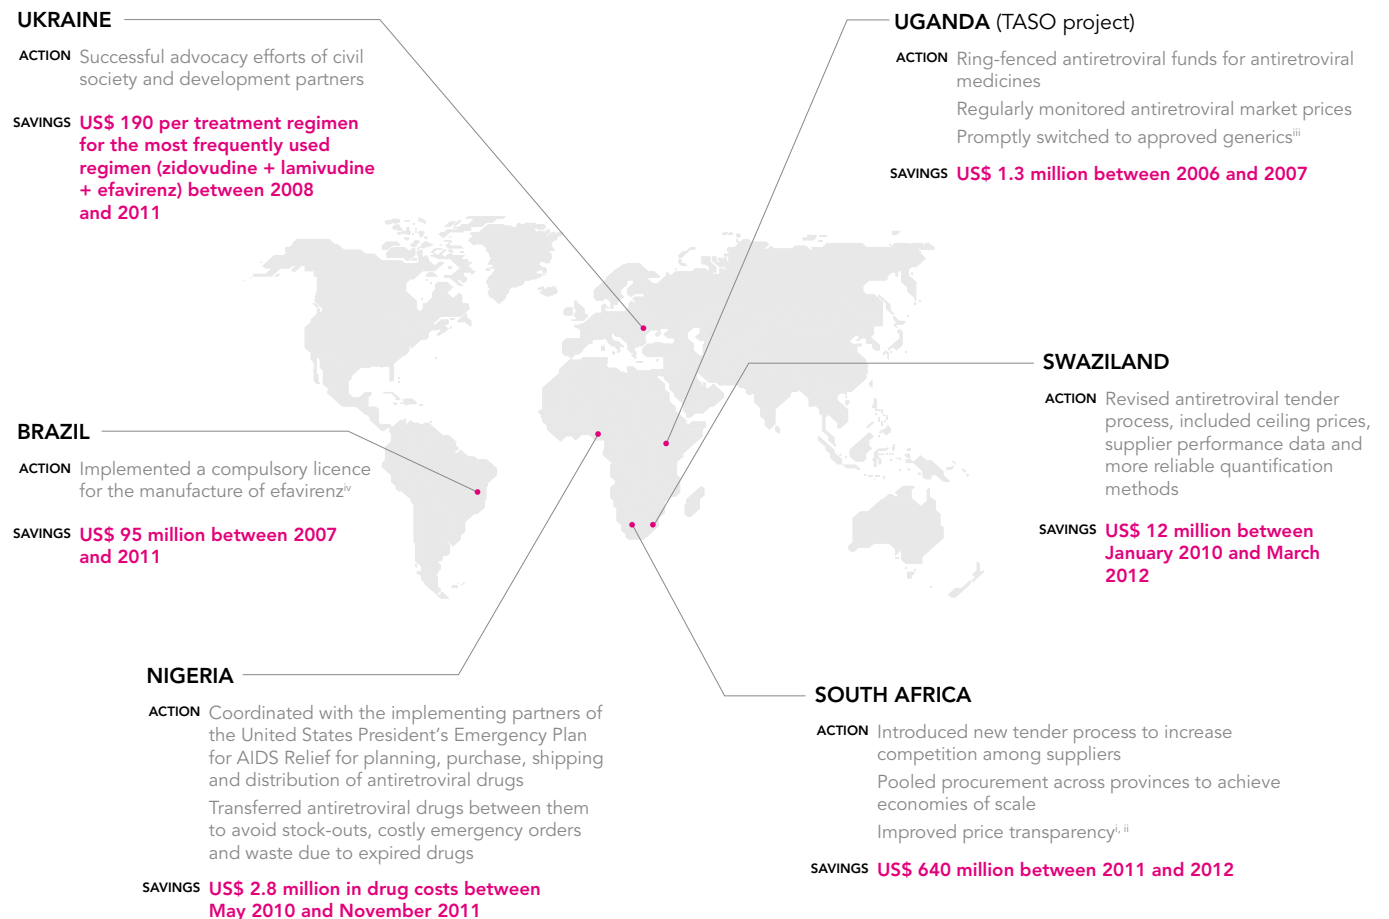 UKRAINE
ACTION Successful advocacy efforts of civil
society and development partners
SAVINGS US$ 190 per treatment regimen
for the most frequently used
regimen (zidovudine + lamivudine
+ efavirenz) between 2008
and 2011
UGANDA (TASO project)
ACTION Ring-fenced antiretroviral funds for antiretroviral
medicines
Regularly monitored antiretroviral market prices
Promptly switched to approved genericsⁱⁱⁱ
SAVINGS US$ 1.3 million between 2006 and 2007
SWAZILAND
ACTION Revised antiretroviral tender
process, included ceiling prices,
supplier performance data and
more reliable quantification
methods
SAVINGS US$ 12 million between
January 2010 and March
2012
BRAZIL
ACTION Implemented a compulsory licence
for the manufacture of efavirenzⁱᵛ
SAVINGS US$ 95 million between 2007
and 2011
NIGERIA
ACTION Coordinated with the implementing partners of
the United States President’s Emergency Plan
for AIDS Relief for planning, purchase, shipping
and distribution of antiretroviral drugs
Transferred antiretroviral drugs between them
to avoid stock-outs, costly emergency orders
and waste due to expired drugs
SAVINGS US$ 2.8 million in drug costs between
May 2010 and November 2011
SOUTH AFRICA
ACTION Introduced new tender process to increase
competition among suppliers
Pooled procurement across provinces to achieve
economies of scale
Improved price transparencyⁱ, ⁱⁱ
SAVINGS US$ 640 million between 2011 and 2012